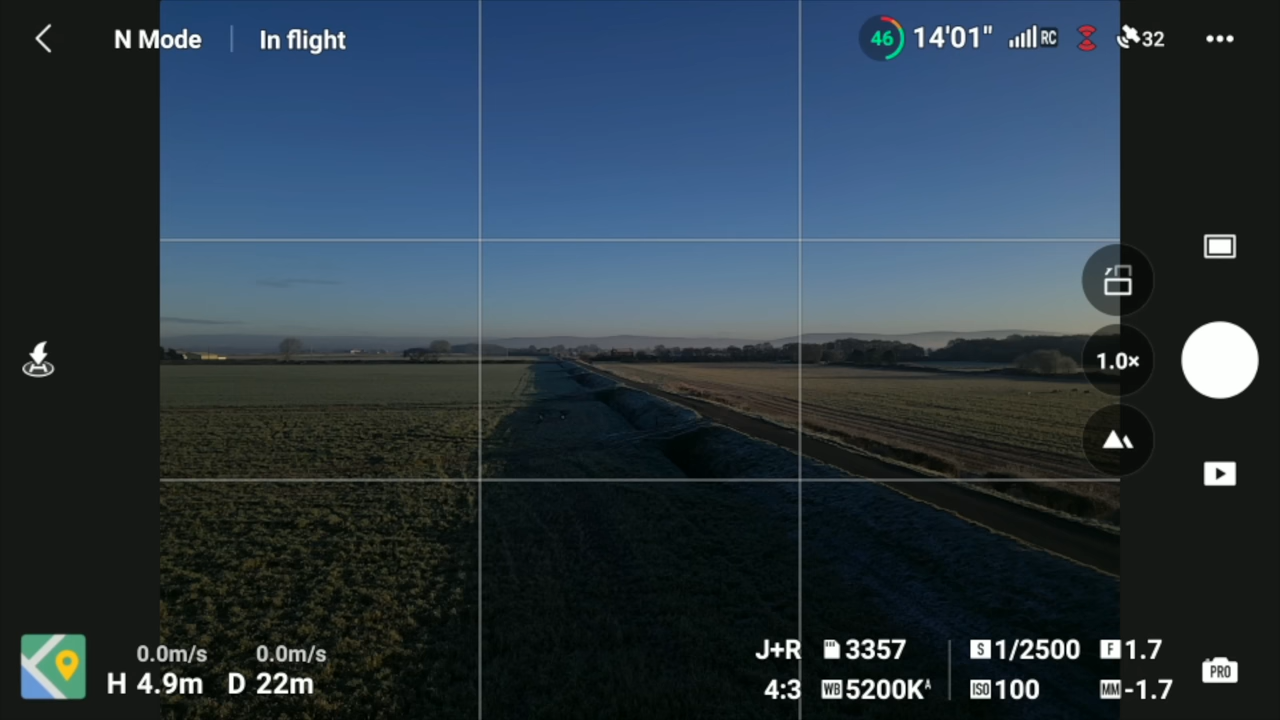 N Mode | In flight
46 14'01" RC 32
1.0×
0.0m/s 0.0m/s
H 4.9m D 22m
J+R 3357 S 1/2500 F 1.7
4:3 WB 5200K A ISO 100 MM -1.7
PRO